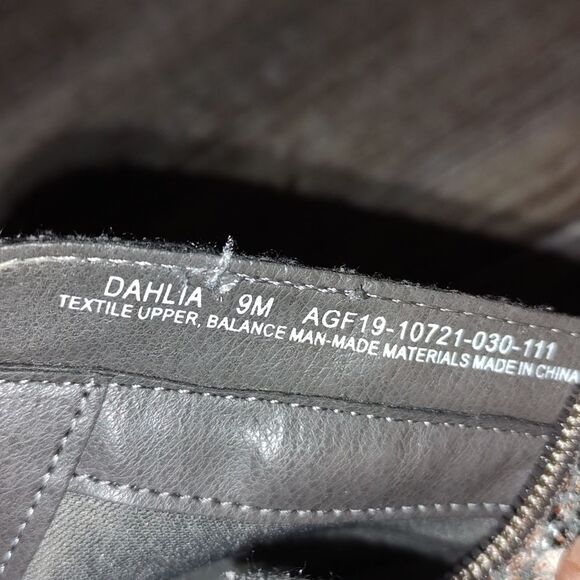 DAHLIA 9M AGF19-10721-030-111
TEXTILE UPPER, BALANCE MAN-MADE MATERIALS MADE IN CHINA